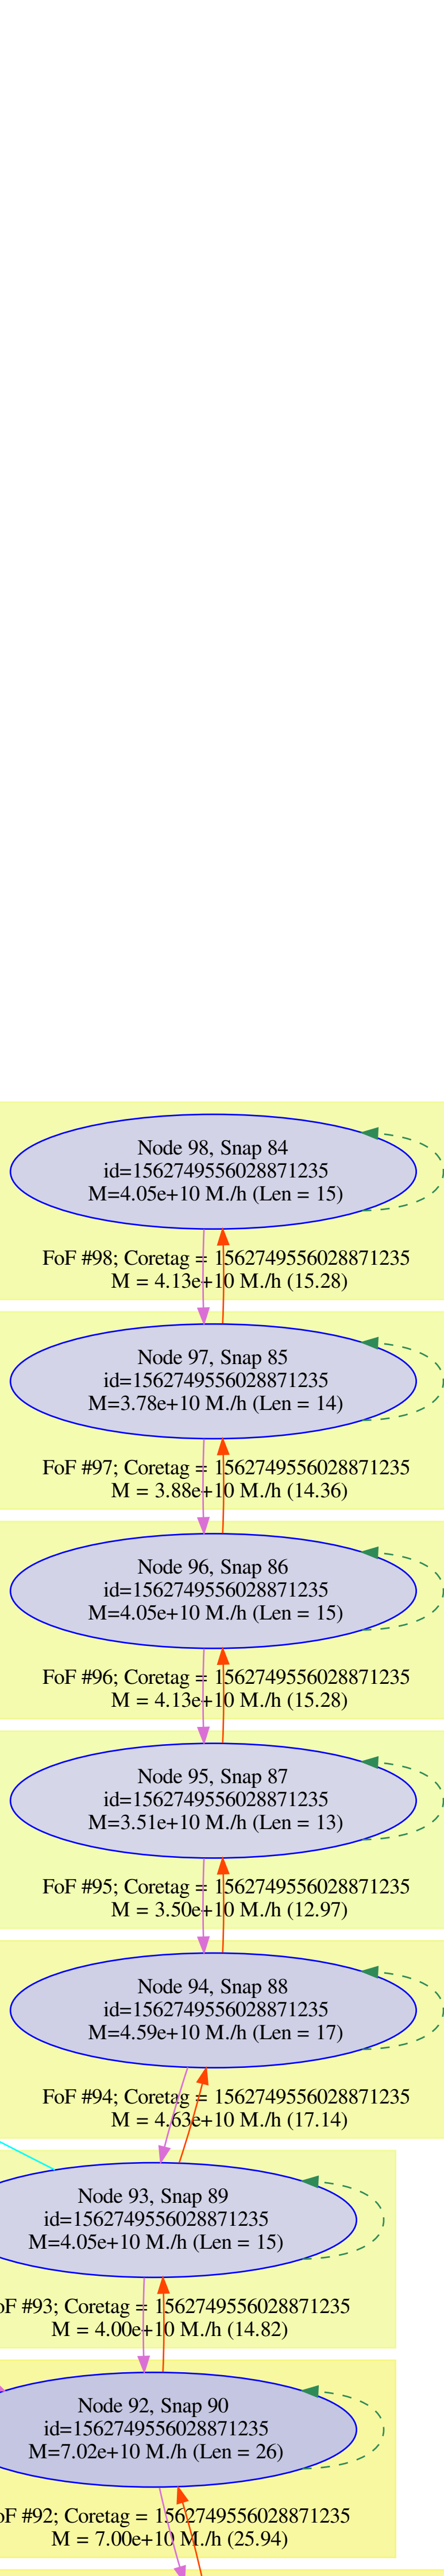 Node 98, Snap 84
id=1562749556028871235
M=4.05e+10 M./h (Len = 15)
FoF #98; Coretag = 1562749556028871235
M = 4.13e+10 M./h (15.28)
Node 97, Snap 85
id=1562749556028871235
M=3.78e+10 M./h (Len = 14)
FoF #97; Coretag = 1562749556028871235
M = 3.88e+10 M./h (14.36)
Node 96, Snap 86
id=1562749556028871235
M=4.05e+10 M./h (Len = 15)
FoF #96; Coretag = 1562749556028871235
M = 4.13e+10 M./h (15.28)
Node 95, Snap 87
id=1562749556028871235
M=3.51e+10 M./h (Len = 13)
FoF #95; Coretag = 1562749556028871235
M = 3.50e+10 M./h (12.97)
Node 94, Snap 88
id=1562749556028871235
M=4.59e+10 M./h (Len = 17)
FoF #94; Coretag = 1562749556028871235
M = 4.63e+10 M./h (17.14)
Node 93, Snap 89
id=1562749556028871235
M=4.05e+10 M./h (Len = 15)
oF #93; Coretag = 1562749556028871235
M = 4.00e+10 M./h (14.82)
Node 92, Snap 90
id=1562749556028871235
M=7.02e+10 M./h (Len = 26)
oF #92; Coretag = 1562749556028871235
M = 7.00e+10 M./h (25.94)